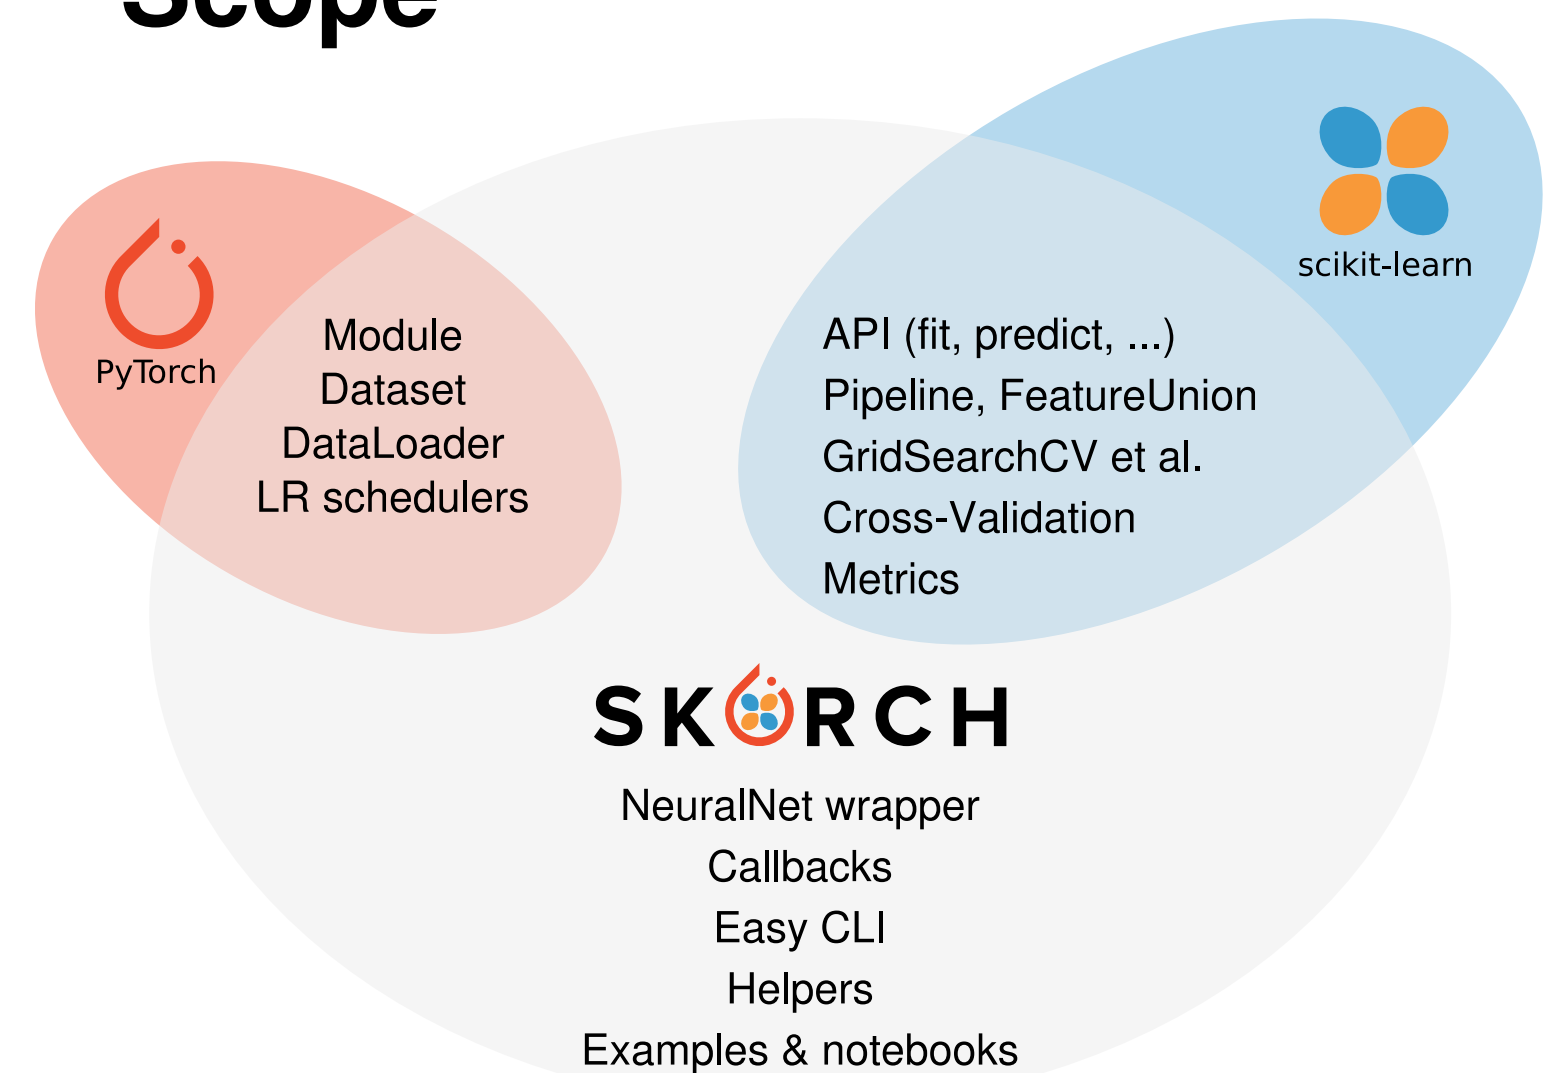 Scope
PyTorch
Module
Dataset
DataLoader
LR schedulers
scikit-learn
API (fit, predict, ...)
Pipeline, FeatureUnion
GridSearchCV et al.
Cross-Validation
Metrics
SKORCH
NeuralNet wrapper
Callbacks
Easy CLI
Helpers
Examples & notebooks